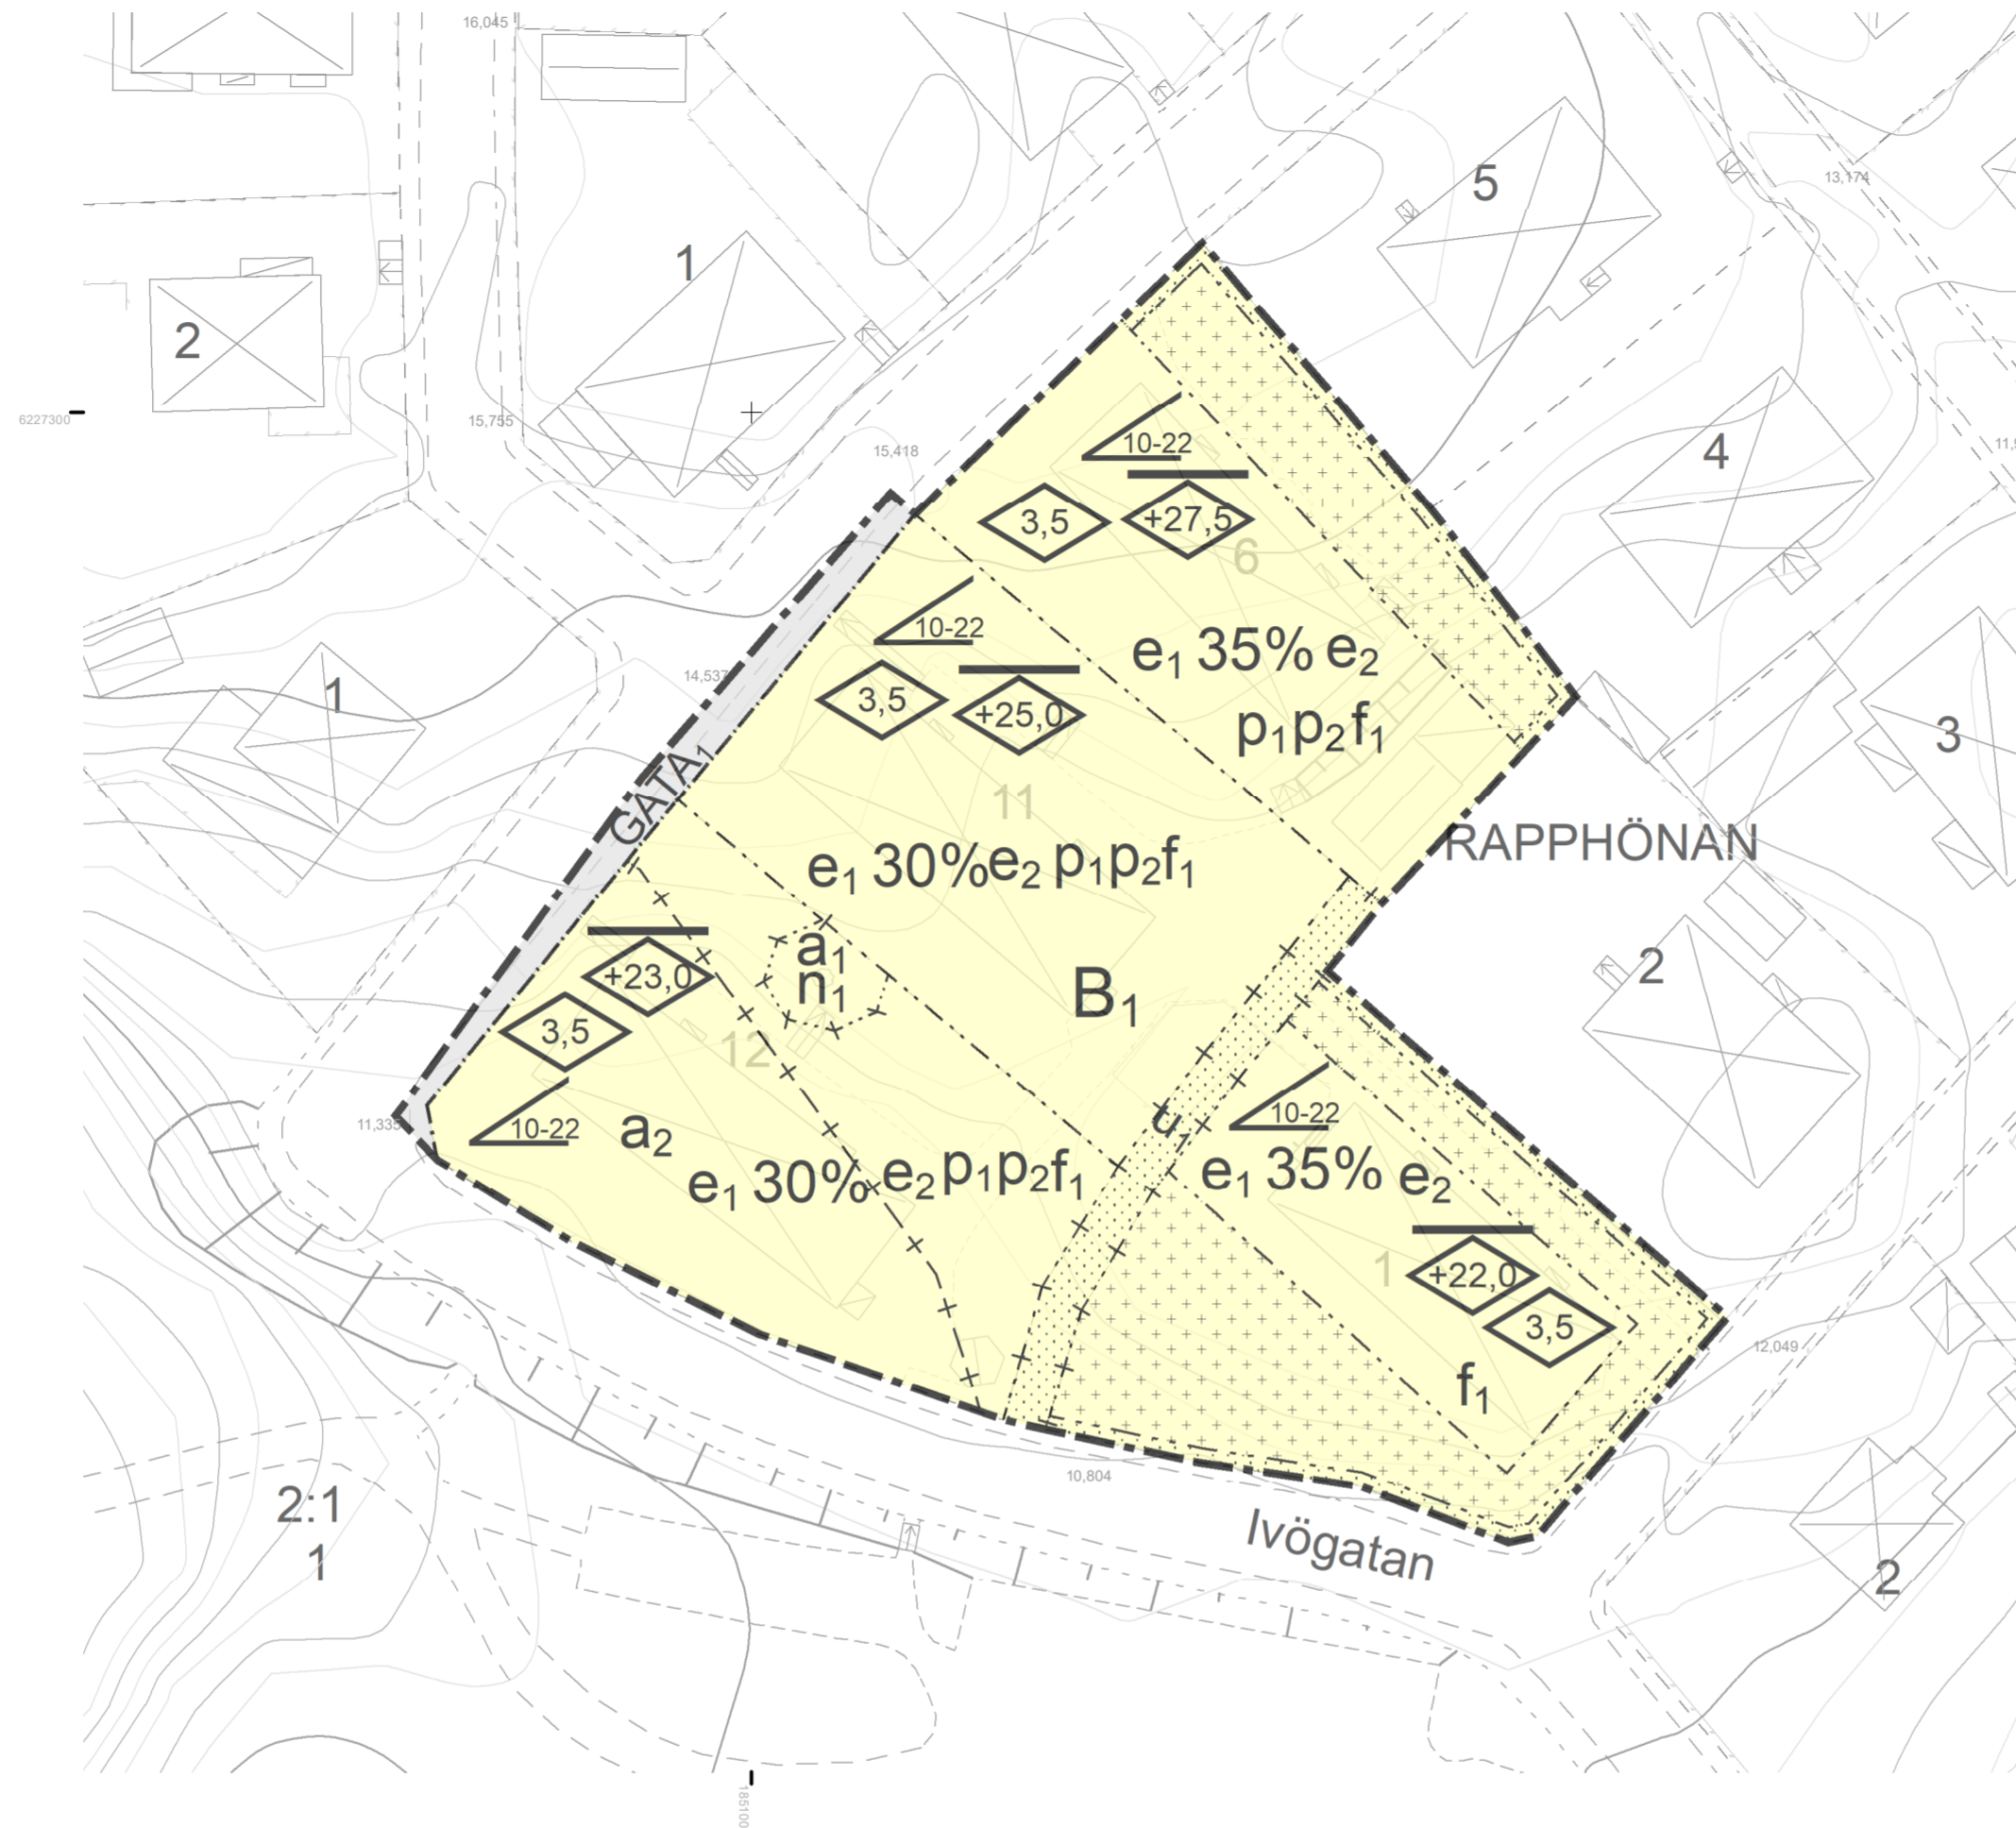 16,045
13,174
5
1
2
6227300
15,755
15,418
10-22
4
11,
3,5
+27,5
6
10-22
e₁ 35% e₂
1
14,537
3,5
+25,0
p₁p₂f₁
3
GATA₁
11
RAPPHÖNAN
e₁ 30% e₂ p₁p₂f₁
a₁
n₁
+23,0
B₁
2
3,5
12
10-22
u₁
10-22
11,335
a₂
e₁ 30% e₂ p₁p₂f₁
e₁ 35% e₂
1
+22,0
3,5
12,049
f₁
10,804
2:1
1
Ivögatan
2
185100